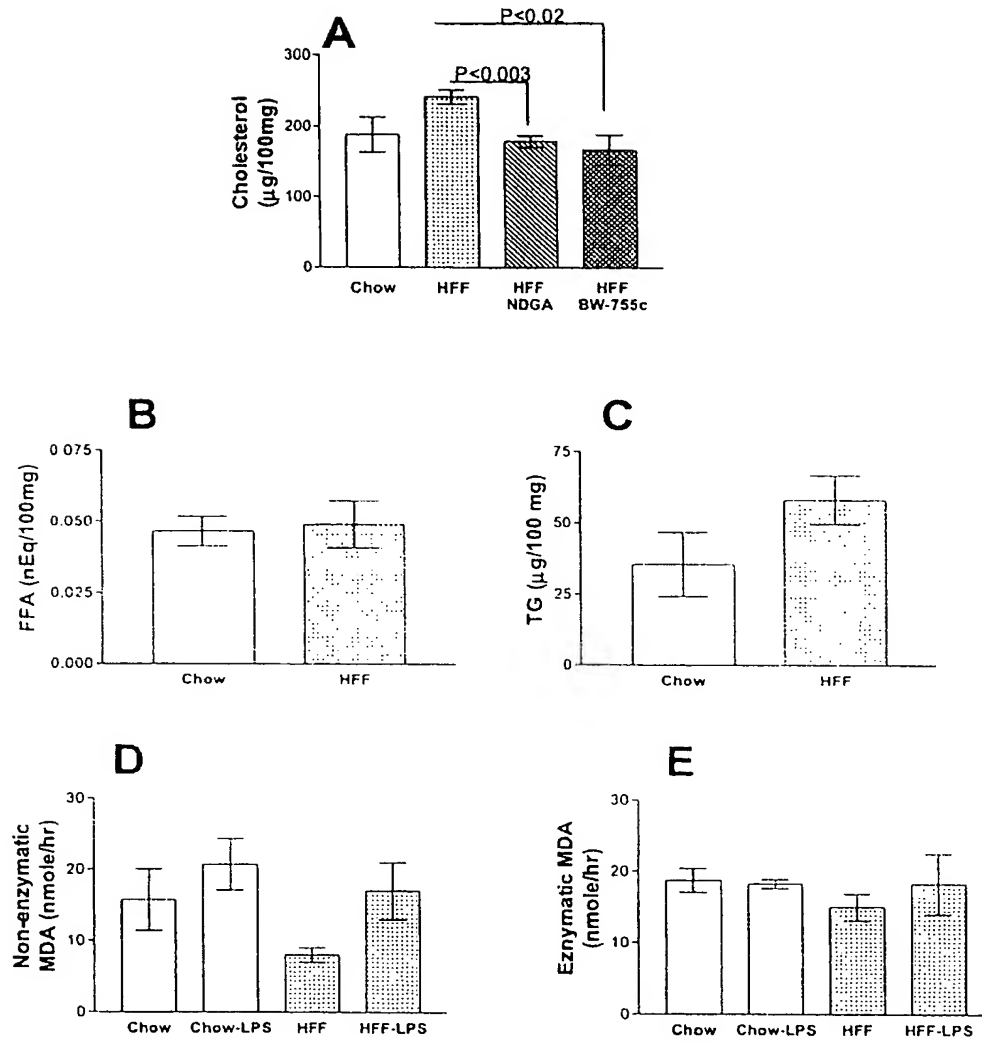 A
P<0.02
P<0.003
Cholesterol
(µg/100mg)
300
200
100
0
Chow
HFF
HFF
NDGA
HFF
BW-755c
B
FFA (nEq/100mg)
0 075
0.050
0.025
0.000
Chow
HFF
C
TG (µg/100 mg)
75
50
25
0
Chow
HFF
D
Non-enzymatic
MDA (nmole/hr)
30
20
10
0
Chow
Chow-LPS
HFF
HFF-LPS
E
Eznymatic MDA
(nmole/hr)
30
20
10
0
Chow
Chow-LPS
HFF
HFF-LPS